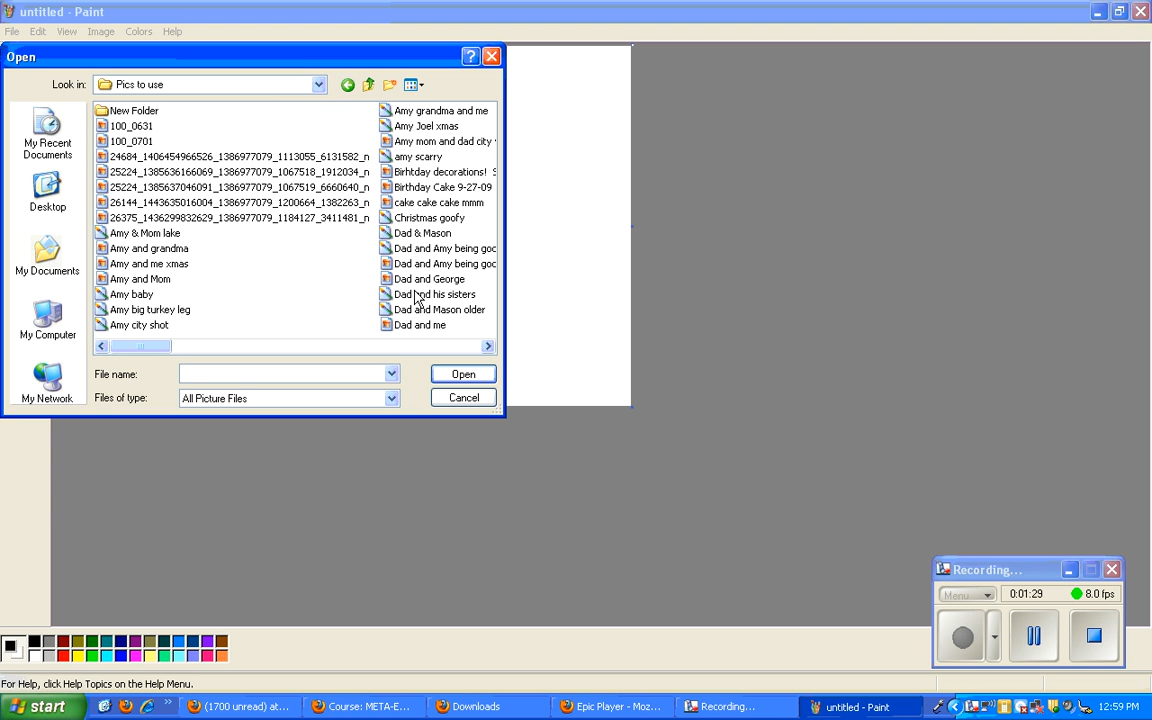 untitled - Paint
File Edit View Image Colors Help
Open
Look in: Pics to use
My Recent Documents
Desktop
My Documents
My Computer
My Network
New Folder
100_0631
100_0701
24684_1406454966526_1386977079_1113055_6131582_n
25224_1385636166069_1386977079_1067518_1912034_n
25224_1385637046091_1386977079_1067519_6660640_n
26144_1443635016004_1386977079_1200664_1382263_n
26375_1436299832629_1386977079_1184127_3411481_n
Amy & Mom lake
Amy and grandma
Amy and me xmas
Amy and Mom
Amy baby
Amy big turkey leg
Amy city shot
Amy grandma and me
Amy Joel xmas
Amy mom and dad city
amy scarry
Birhtday decorations! S
Birthday Cake 9-27-09
cake cake cake mmm
Christmas goofy
Dad & Mason
Dad and Amy being goo
Dad and Amy being goo
Dad and George
Dad and his sisters
Dad and Mason older
Dad and me
File name: Open
Files of type: All Picture Files Cancel
Recording...
Menu 0:01:29 8.0 fps
For Help, click Help Topics on the Help Menu.
start (1700 unread) at... Course: META-E... Downloads Epic Player - Moz... Recording... untitled - Paint 12:59 PM